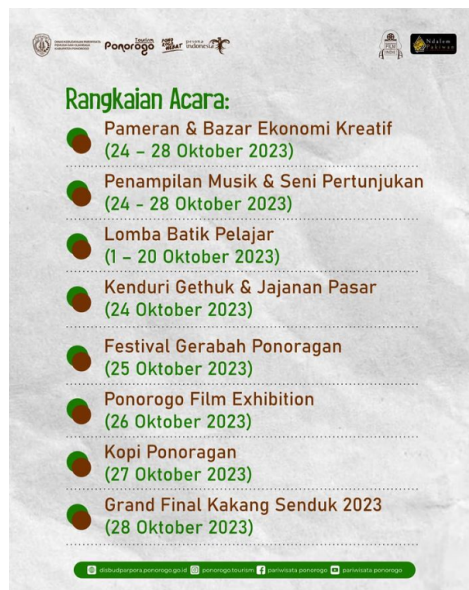 Ponorogo
Rangkaian Acara:
Pameran & Bazar Ekonomi Kreatif
(24 – 28 Oktober 2023)
Penampilan Musik & Seni Pertunjukan
(24 - 28 Oktober 2023)
Lomba Batik Pelajar
(1 – 20 Oktober 2023)
Kenduri Gethuk & Jajanan Pasar
(24 Oktober 2023)
Festival Gerabah Ponoragan
(25 Oktober 2023)
Ponorogo Film Exhibition
(26 Oktober 2023)
Kopi Ponoragan
(27 Oktober 2023)
Grand Final Kakang Senduk 2023
(28 Oktober 2023)
disbudparpora.ponorogo.go.id ponorogo.tourism pariwisata ponorogo pariwisata ponorogo